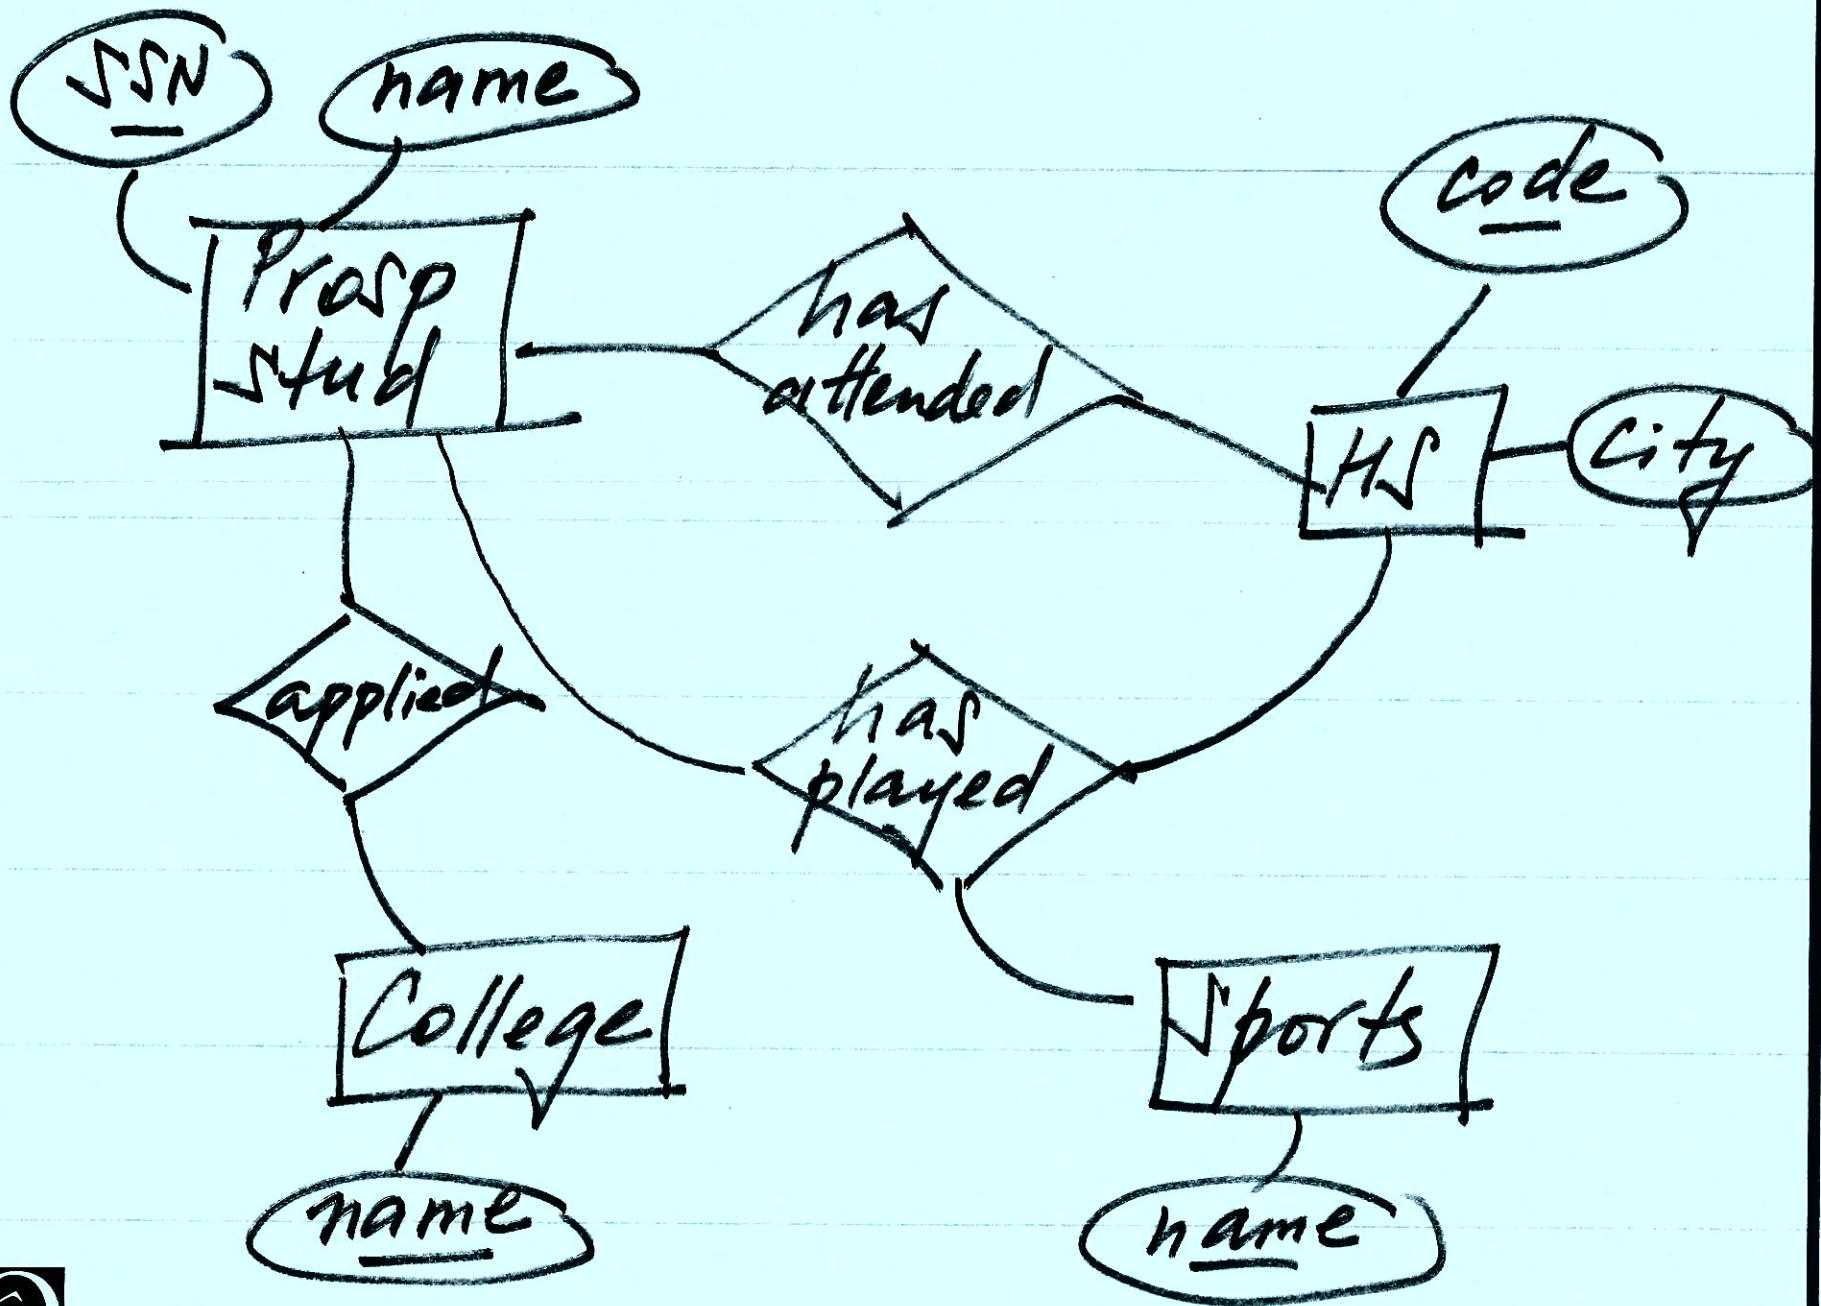 SSN
name
code
Prosp
stud
has
attended
HS
city
applied
has
played
College
Sports
name
name